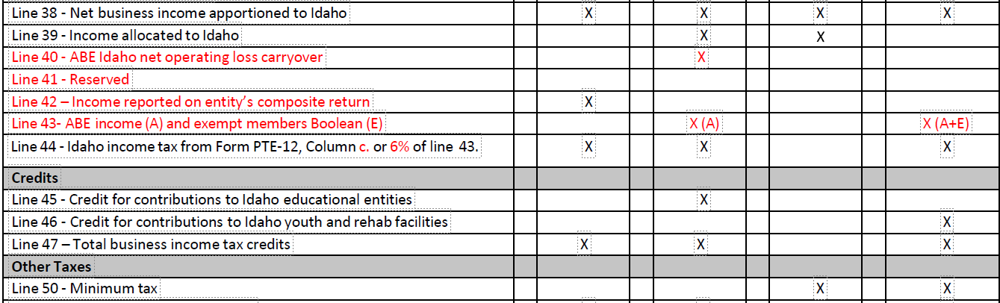 Line 38 - Net business income apportioned to Idaho X X X X
Line 39 - Income allocated to Idaho X X
Line 40 - ABE Idaho net operating loss carryover X
Line 41 - Reserved
Line 42 – Income reported on entity's composite return X
Line 43- ABE income (A) and exempt members Boolean (E) X (A) X (A+E)
Line 44 - Idaho income tax from Form PTE-12, Column c. or 6% of line 43. X X X
Credits
Line 45 - Credit for contributions to Idaho educational entities X
Line 46 - Credit for contributions to Idaho youth and rehab facilities X
Line 47 – Total business income tax credits X X X
Other Taxes
Line 50 - Minimum tax X X